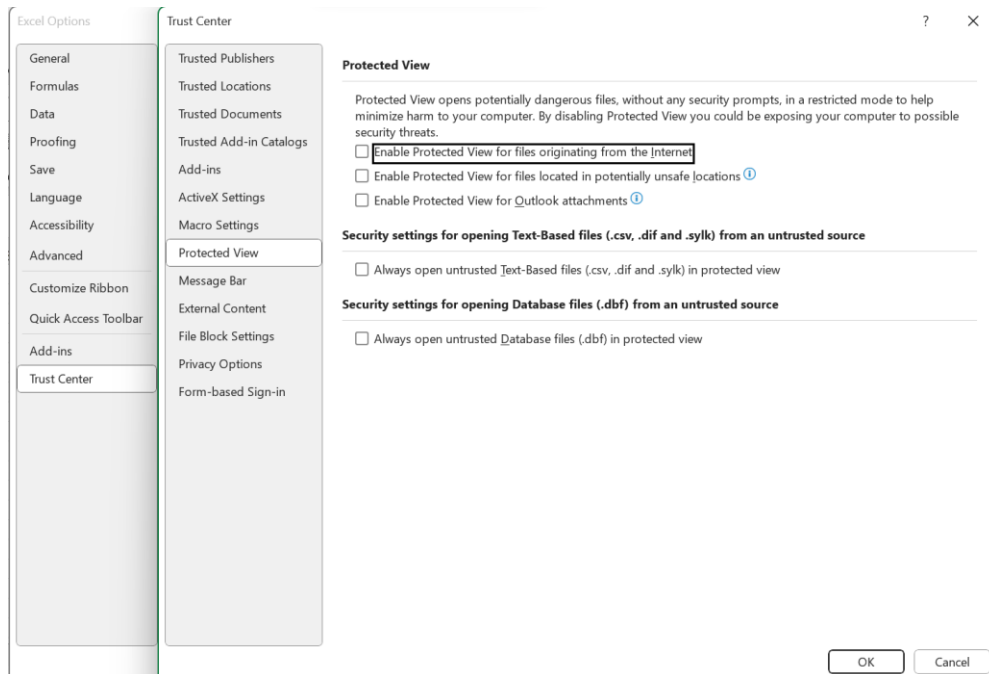 Excel Options
General
Formulas
Data
Proofing
Save
Language
Accessibility
Advanced
Customize Ribbon
Quick Access Toolbar
Add-ins
Trust Center
Trust Center
?
Trusted Publishers
Trusted Locations
Trusted Documents
Trusted Add-in Catalogs
Add-ins
ActiveX Settings
Macro Settings
Protected View
Message Bar
External Content
File Block Settings
Privacy Options
Form-based Sign-in
Protected View
Protected View opens potentially dangerous files, without any security prompts, in a restricted mode to help
minimize harm to your computer. By disabling Protected View you could be exposing your computer to possible
security threats.
Enable Protected View for files originating from the Internet
Enable Protected View for files located in potentially unsafe locations
Enable Protected View for Outlook attachments
Security settings for opening Text-Based files (.csv, .dif and .sylk) from an untrusted source
Always open untrusted Text-Based files (.csv, .dif and .sylk) in protected view
Security settings for opening Database files (.dbf) from an untrusted source
Always open untrusted Database files (.dbf) in protected view
OK
Cancel